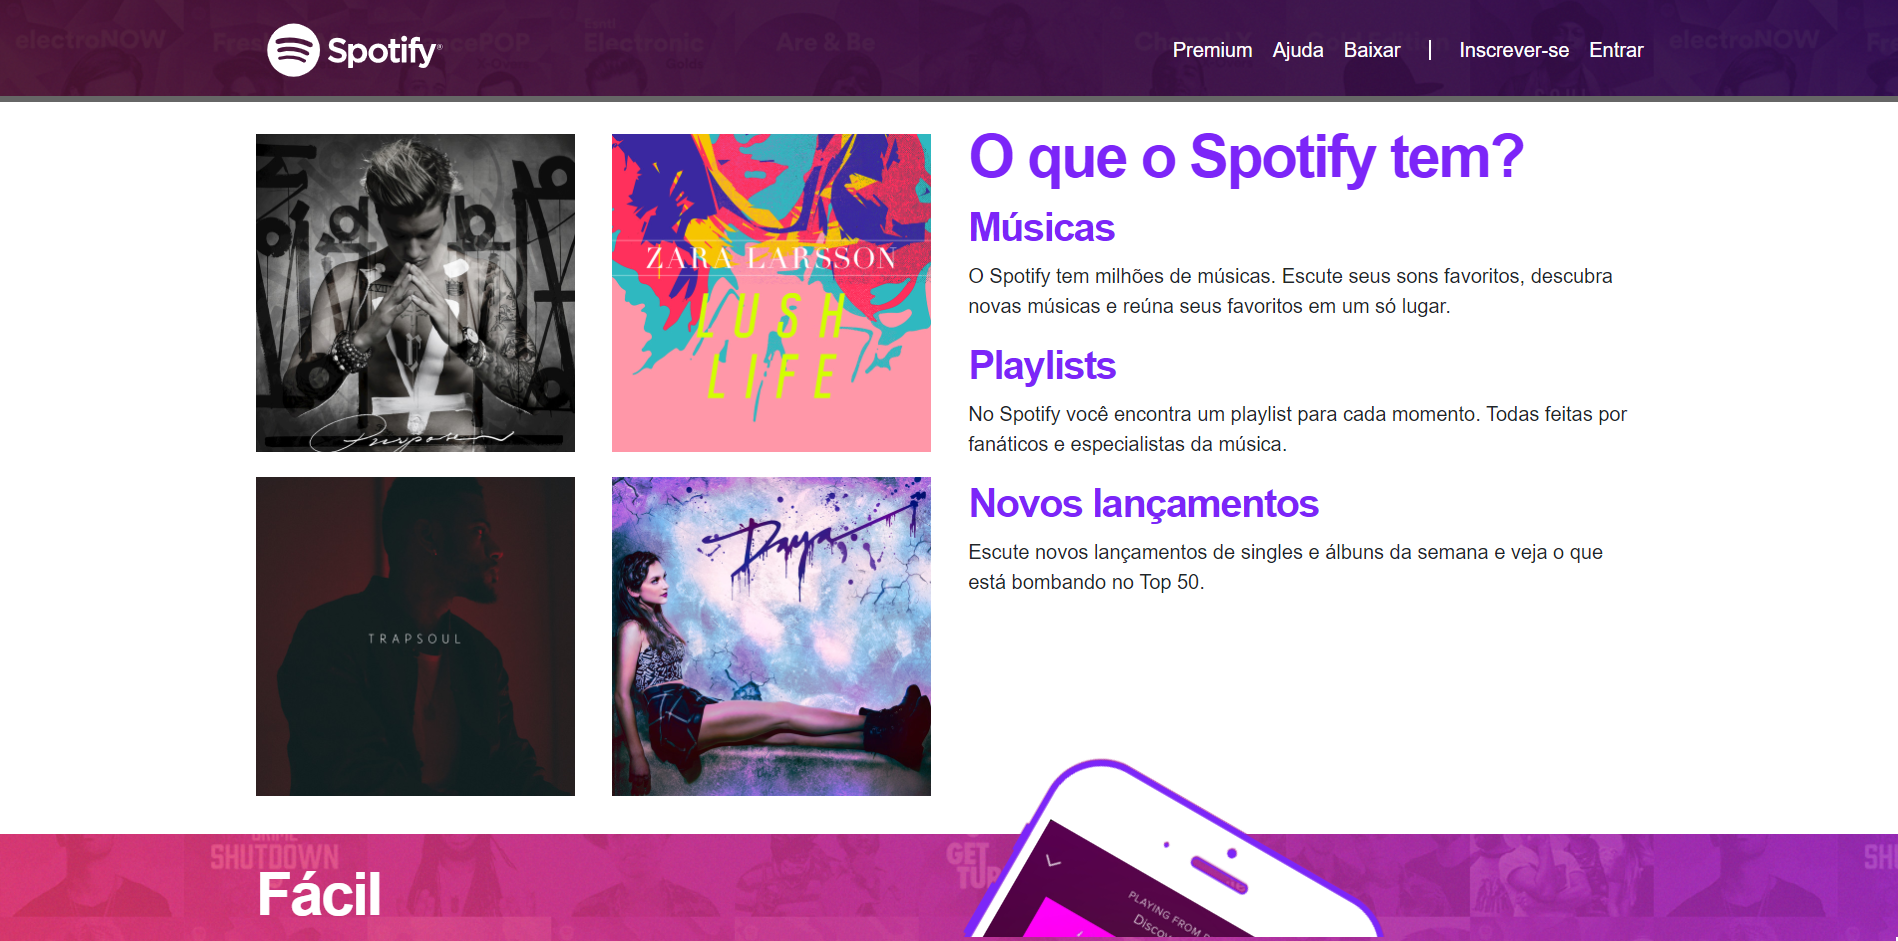 electroNOW
Spotify
Electronic
Are & Be
electroNOW
Premium Ajuda Baixar | Inscrever-se Entrar
O que o Spotify tem?
Músicas
O Spotify tem milhões de músicas. Escute seus sons favoritos, descubra
novas músicas e reúna seus favoritos em um só lugar.
Playlists
No Spotify você encontra um playlist para cada momento. Todas feitas por
fanáticos e especialistas da música.
Novos lançamentos
Escute novos lançamentos de singles e álbuns da semana e veja o que
está bombando no Top 50.
Purpose
ZARA LARSSON
LUSH
LIFE
TRAPSOUL
Daya
SHUTDOWN
GET
Fácil
PLAYING FROM